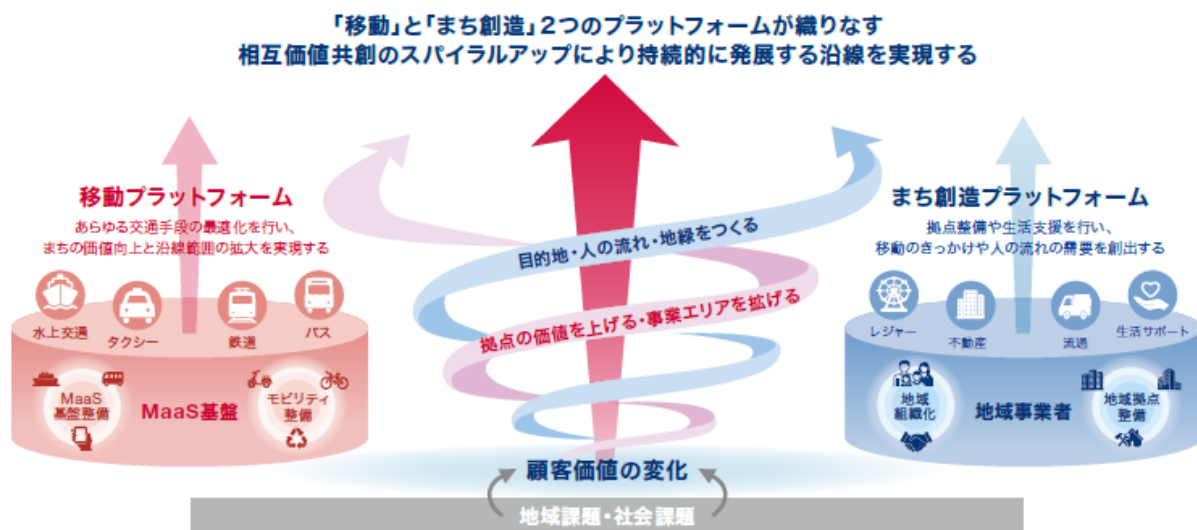 「移動」と「まち創造」2つのプラットフォームが織りなす
相互価値共創のスパイラルアップにより持続的に発展する沿線を実現する
移動プラットフォーム
あらゆる交通手段の最適化を行い、
まちの価値向上と沿線範囲の拡大を実現する
水上交通
タクシー
鉄道
バス
MaaS
基盤整備
MaaS基盤
モビリティ
整備
目的地・人の流れ・地縁をつくる
拠点の価値を上げる・事業エリアを拡げる
まち創造プラットフォーム
拠点整備や生活支援を行い、
移動のきっかけや人の流れの需要を創出する
レジャー
不動産
流通
生活サポート
地域
組織化
地域事業者
地域拠点
整備
顧客価値の変化
地域課題・社会課題